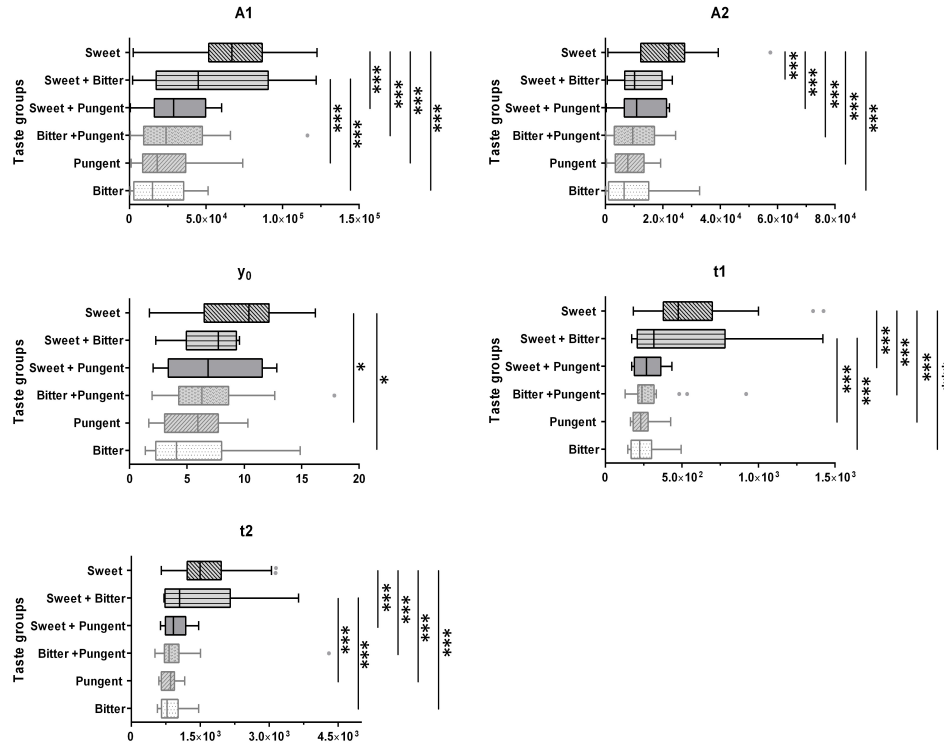 A1
Taste groups
Sweet
Sweet + Bitter
Sweet + Pungent
Bitter +Pungent
Pungent
Bitter
0 5.0×10⁴ 1.0×10⁵ 1.5×10⁵
*** *** *** *** *** ***
A2
Taste groups
Sweet
Sweet + Bitter
Sweet + Pungent
Bitter +Pungent
Pungent
Bitter
0 2.0×10⁴ 4.0×10⁴ 6.0×10⁴ 8.0×10⁴
*** *** *** *** ***
y₀
Taste groups
Sweet
Sweet + Bitter
Sweet + Pungent
Bitter +Pungent
Pungent
Bitter
0 5 10 15 20
* *
t1
Taste groups
Sweet
Sweet + Bitter
Sweet + Pungent
Bitter +Pungent
Pungent
Bitter
0 5.0×10² 1.0×10³ 1.5×10³
*** *** *** *** ***
t2
Taste groups
Sweet
Sweet + Bitter
Sweet + Pungent
Bitter +Pungent
Pungent
Bitter
0 1.5×10³ 3.0×10³ 4.5×10³
*** *** *** *** *** ***